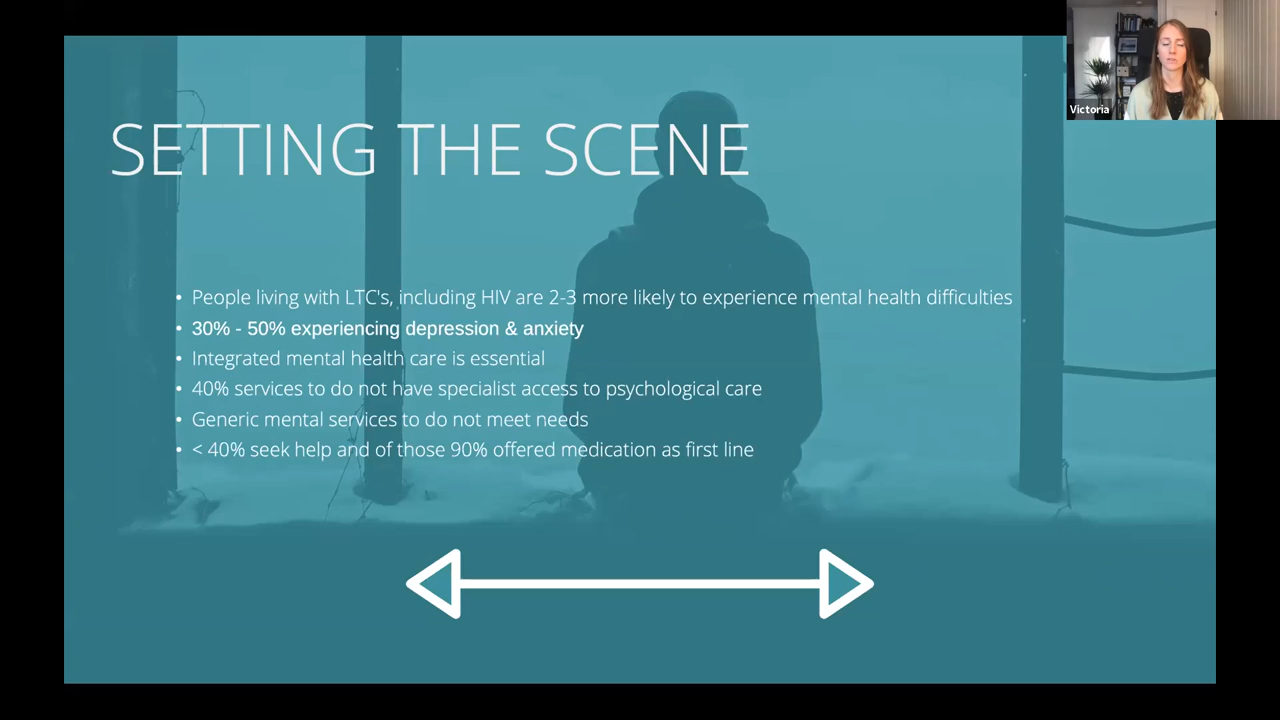 SETTING THE SCENE
• People living with LTC's, including HIV are 2-3 more likely to experience mental health difficulties
• 30% - 50% experiencing depression & anxiety
• Integrated mental health care is essential
• 40% services to do not have specialist access to psychological care
• Generic mental services to do not meet needs
• < 40% seek help and of those 90% offered medication as first line
Victoria